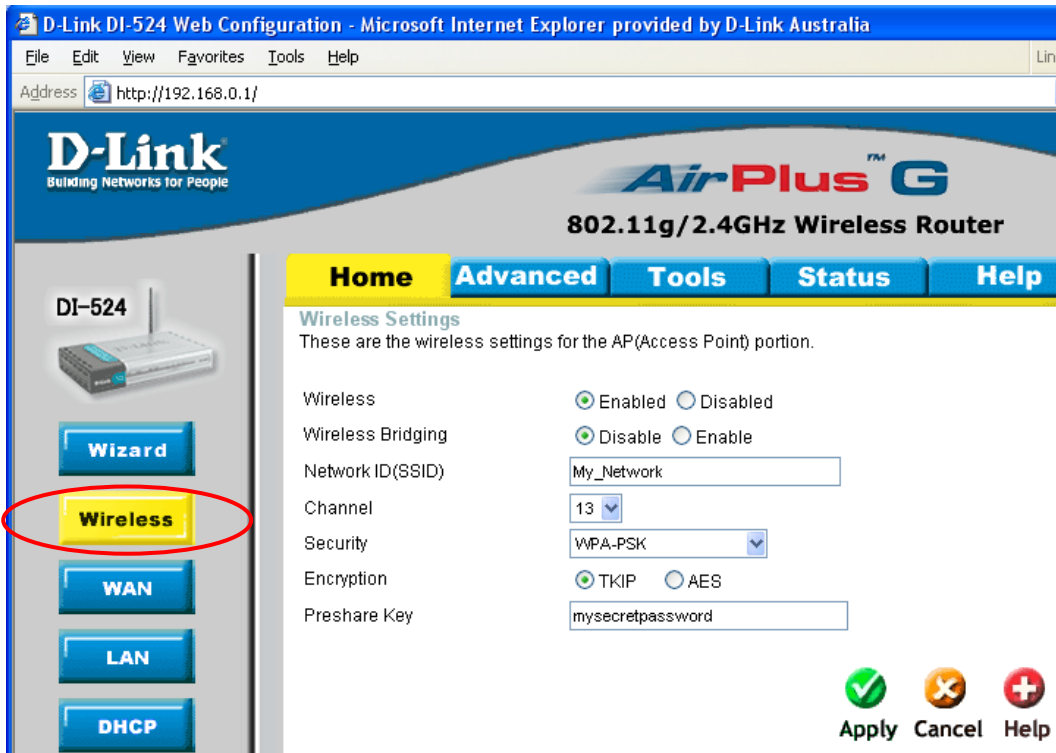 D-Link DI-524 Web Configuration - Microsoft Internet Explorer provided by D-Link Australia
File Edit View Favorites Tools Help
Lin
Address http://192.168.0.1/
D-Link
Building Networks for People
AirPlus G™
802.11g/2.4GHz Wireless Router
Home Advanced Tools Status Help
DI-524
Wizard
Wireless
WAN
LAN
DHCP
Wireless Settings
These are the wireless settings for the AP(Access Point) portion.
Wireless Enabled Disabled
Wireless Bridging Disable Enable
Network ID(SSID) My_Network
Channel 13
Security WPA-PSK
Encryption TKIP AES
Preshare Key mysecretpassword
Apply Cancel Help